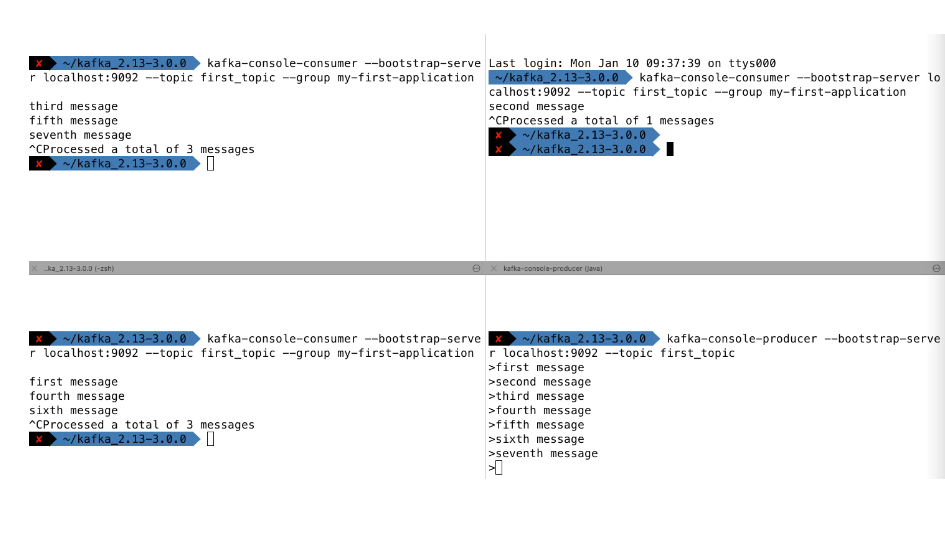 ✘ ~/kafka_2.13-3.0.0 kafka-console-consumer --bootstrap-serve
r localhost:9092 --topic first_topic --group my-first-application
third message
fifth message
seventh message
^CProcessed a total of 3 messages
✘ ~/kafka_2.13-3.0.0
Last login: Mon Jan 10 09:37:39 on ttys000
~/kafka_2.13-3.0.0 kafka-console-consumer --bootstrap-server lo
calhost:9092 --topic first_topic --group my-first-application
second message
^CProcessed a total of 1 messages
✘ ~/kafka_2.13-3.0.0
✘ ~/kafka_2.13-3.0.0
..ka_2.13-3.0.0 (-zsh)
kafka-console-producer (java)
✘ ~/kafka_2.13-3.0.0 kafka-console-consumer --bootstrap-serve
r localhost:9092 --topic first_topic --group my-first-application
first message
fourth message
sixth message
^CProcessed a total of 3 messages
✘ ~/kafka_2.13-3.0.0
✘ ~/kafka_2.13-3.0.0 kafka-console-producer --bootstrap-serve
r localhost:9092 --topic first_topic
>first message
>second message
>third message
>fourth message
>fifth message
>sixth message
>seventh message
>